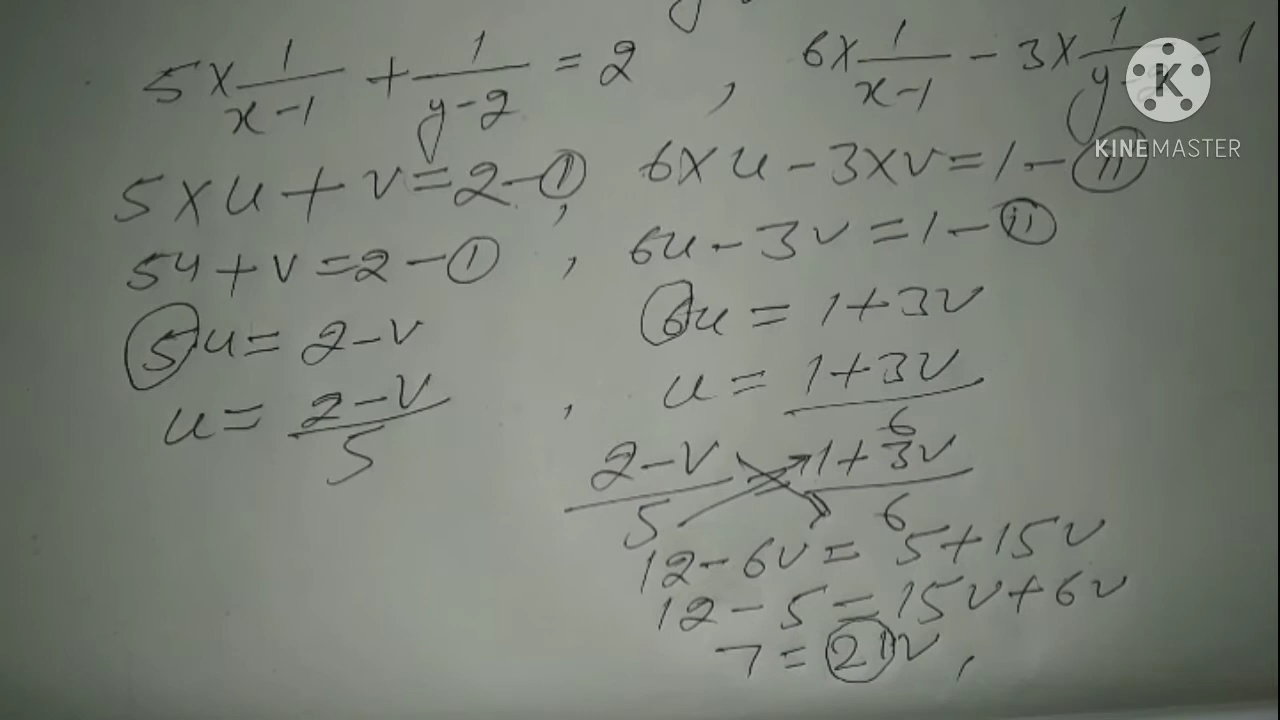 5 × 1/(x-1) + 1/(y-2) = 2 , 6 × 1/(x-1) - 3 × 1/(y-2) = 1
K
KINEMASTER
5 × u + v = 2 - ① , 6 × u - 3 × v = 1 - ⑪
5u + v = 2 - ① , 6u - 3v = 1 - ⑪
5u = 2 - v
6u = 1 + 3v
u = (2-v)/5 , u = (1+3v)/6
(2-v)/5 = (1+3v)/6
12 - 6v = 5 + 15v
12 - 5 = 15v + 6v
7 = 21v ,